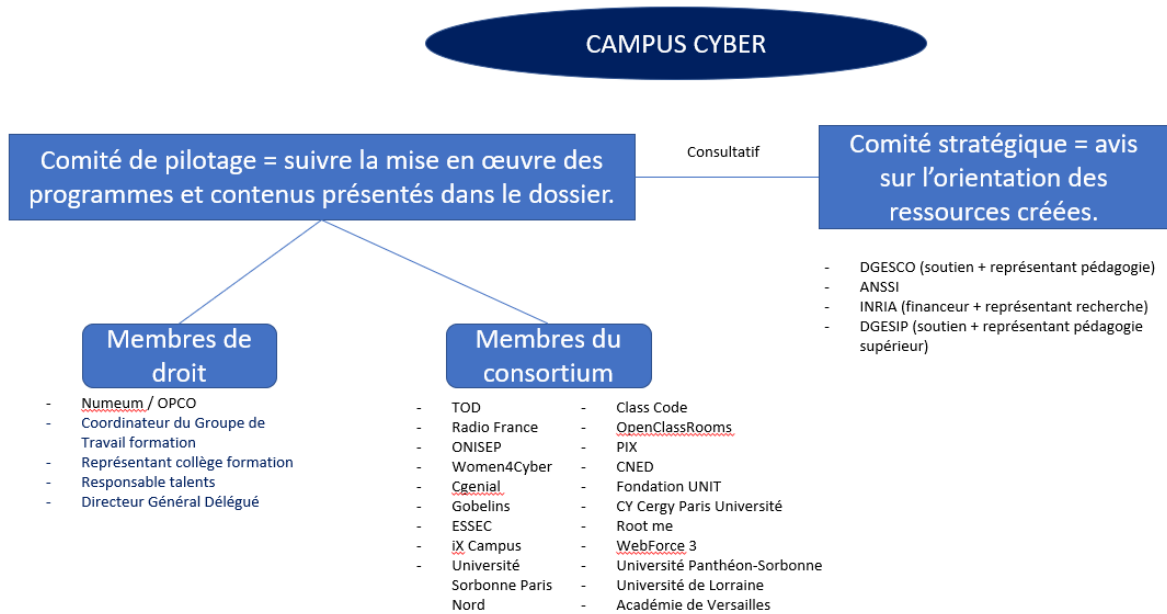 CAMPUS CYBER
Comité de pilotage = suivre la mise en œuvre des
programmes et contenus présentés dans le dossier.
Consultatif
Comité stratégique = avis
sur l’orientation des
ressources créées.
- DGESCO (soutien + représentant pédagogie)
- ANSSI
- INRIA (financeur + représentant recherche)
- DGESIP (soutien + représentant pédagogie
supérieur)
Membres de
droit
- Numeum / OPCO
- Coordinateur du Groupe de
Travail formation
- Représentant collège formation
- Responsable talents
- Directeur Général Délégué
Membres du
consortium
- TOD
- Radio France
- ONISEP
- Women4Cyber
- Cgenial
- Gobelins
- ESSEC
- iX Campus
- Université
Sorbonne Paris
Nord
- Class Code
- OpenClassRooms
- PIX
- CNED
- Fondation UNIT
- CY Cergy Paris Université
- Root me
- WebForce 3
- Université Panthéon-Sorbonne
- Université de Lorraine
- Académie de Versailles